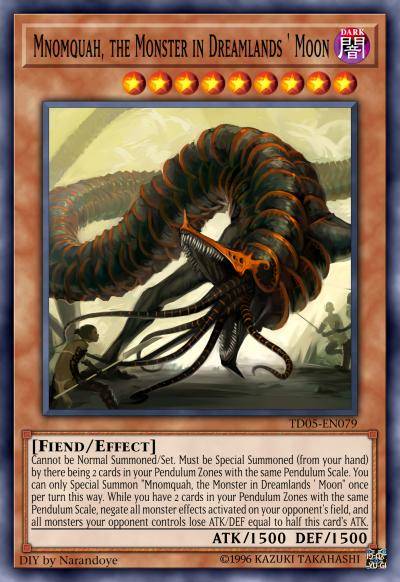 Mnomquah, the Monster in Dreamlands ' Moon
DARK
闇
TD05-EN079
[Fiend/Effect]
Cannot be Normal Summoned/Set. Must be Special Summoned (from your hand)
by there being 2 cards in your Pendulum Zones with the same Pendulum Scale. You
can only Special Summon "Mnomquah, the Monster in Dreamlands ' Moon" once
per turn this way. While you have 2 cards in your Pendulum Zones with the same
Pendulum Scale, negate all monster effects activated on your opponent's field, and
all monsters your opponent controls lose ATK/DEF equal to half this card's ATK.
ATK/1500 DEF/1500
DIY by Narandoye
©1996 KAZUKI TAKAHASHI